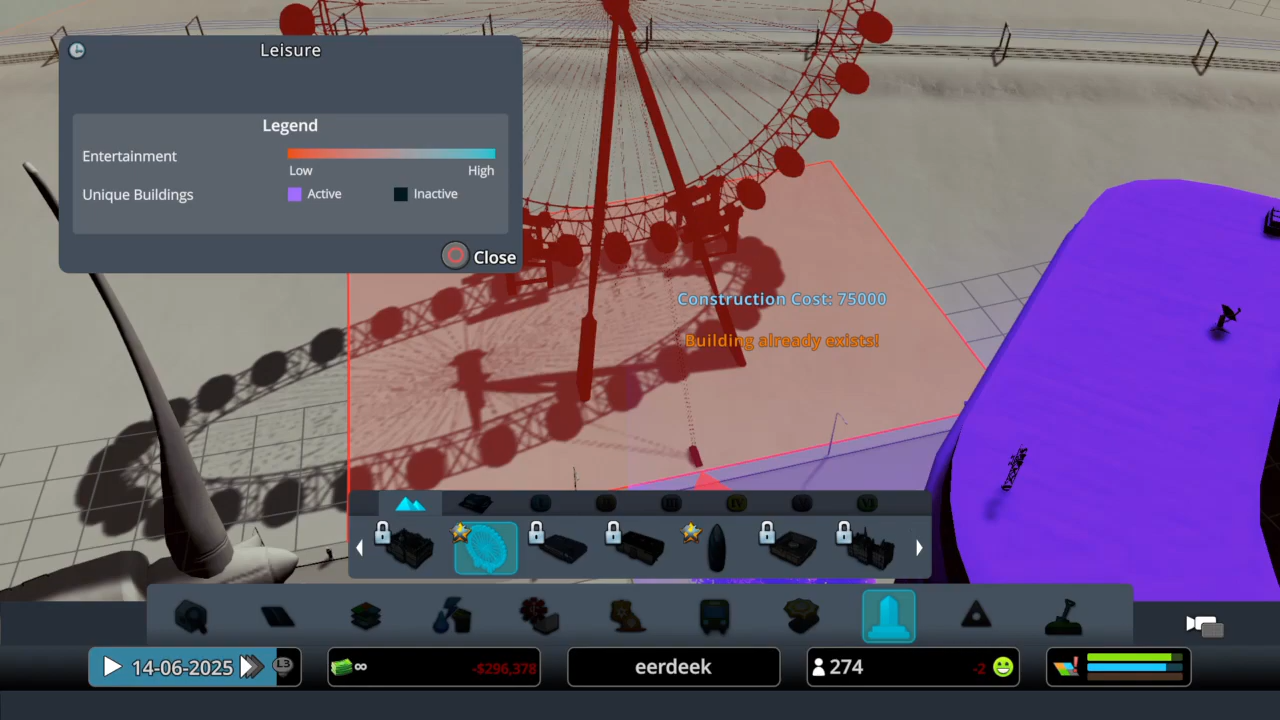 Leisure
Legend
Entertainment
Low High
Unique Buildings Active Inactive
Close
Construction Cost: 75000
Building already exists!
14-06-2025 L3
∞ -$296,378
eerdeek
274 -2